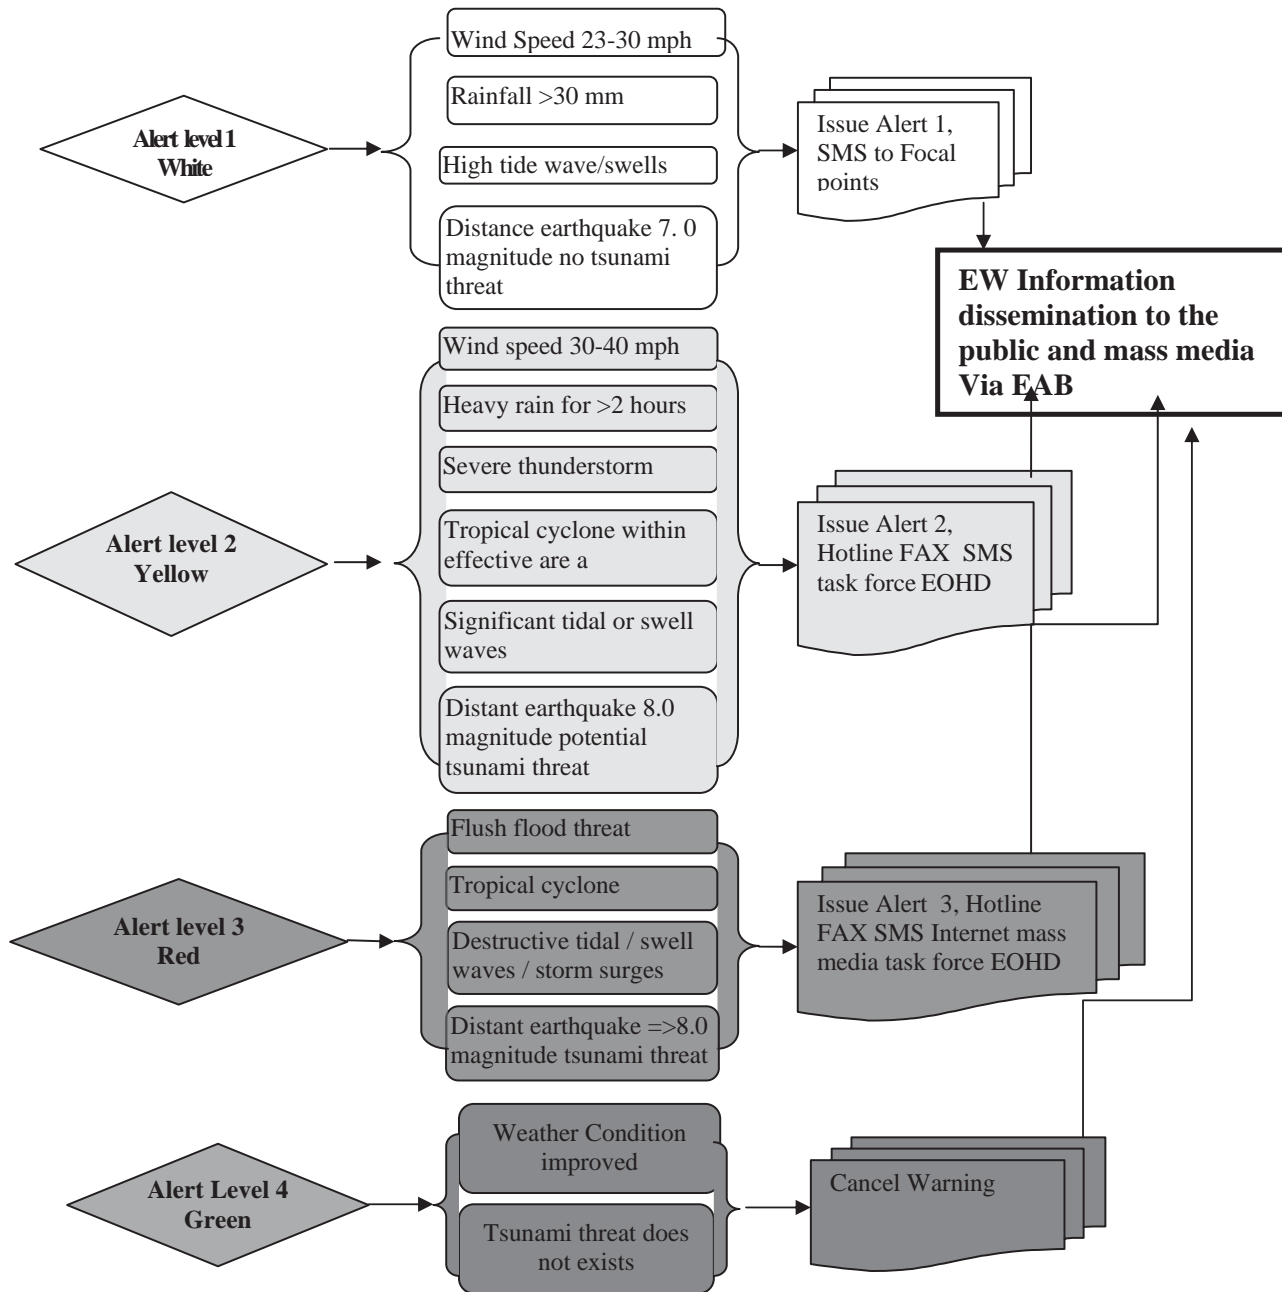 Alert level 1
White
Wind Speed 23-30 mph
Rainfall >30 mm
High tide wave/swells
Distance earthquake 7. 0
magnitude no tsunami
threat
Issue Alert 1,
SMS to Focal
points
EW Information
dissemination to the
public and mass media
Via EAB
Alert level 2
Yellow
Wind speed 30-40 mph
Heavy rain for >2 hours
Severe thunderstorm
Tropical cyclone within
effective are a
Significant tidal or swell
waves
Distant earthquake 8.0
magnitude potential
tsunami threat
Issue Alert 2,
Hotline FAX SMS
task force EOHD
Alert level 3
Red
Flush flood threat
Tropical cyclone
Destructive tidal / swell
waves / storm surges
Distant earthquake =>8.0
magnitude tsunami threat
Issue Alert 3, Hotline
FAX SMS Internet mass
media task force EOHD
Alert Level 4
Green
Weather Condition
improved
Tsunami threat does
not exists
Cancel Warning